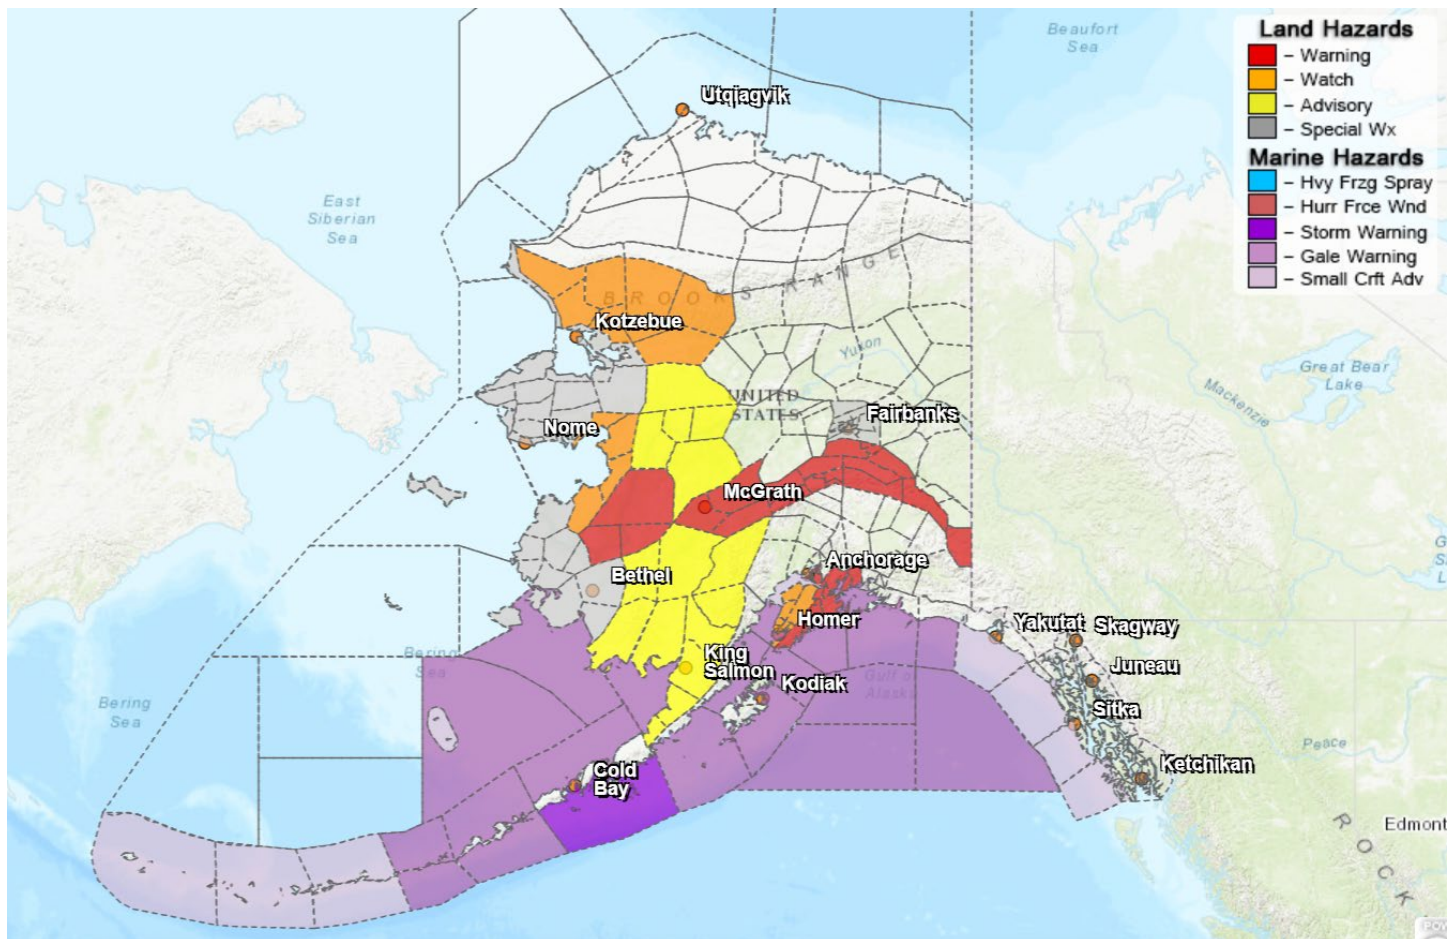 Land Hazards
– Warning
– Watch
– Advisory
– Special Wx
Marine Hazards
– Hvy Frzg Spray
– Hurr Frce Wnd
– Storm Warning
– Gale Warning
– Small Crft Adv
Beaufort
Sea
Utqiagvik
East
Siberian
Sea
BROOKS RANGE
Kotzebue
Yukon
Great Bear
Lake
Mackenzie
UNITED
STATES
Fairbanks
Nome
McGrath
Anchorage
Bethel
Homer
Yakutat
Skagway
King
Salmon
Juneau
Kodiak
Bering
Sea
Gulf of
Alaska
Bering
Sea
Sitka
Peace
Ketchikan
Cold
Bay
Edmont
ROCK